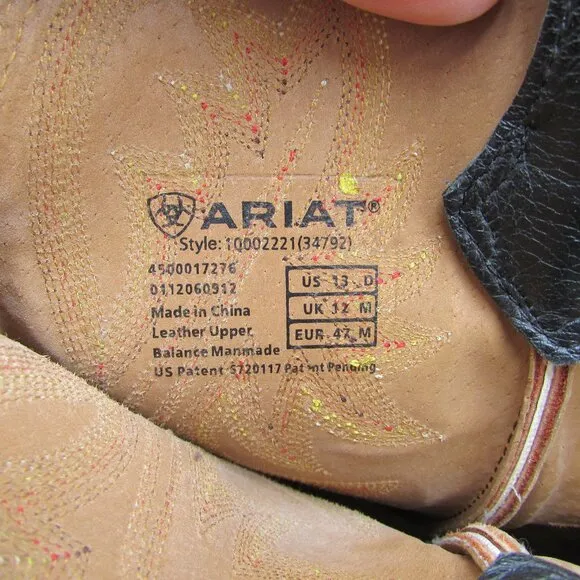 ARIAT®
Style: 10002221(34792)
4500017276
0112060912
US 13 D
UK 12 M
EUR 47 M
Made in China
Leather Upper
Balance Manmade
US Patent 5720117 Patent Pending